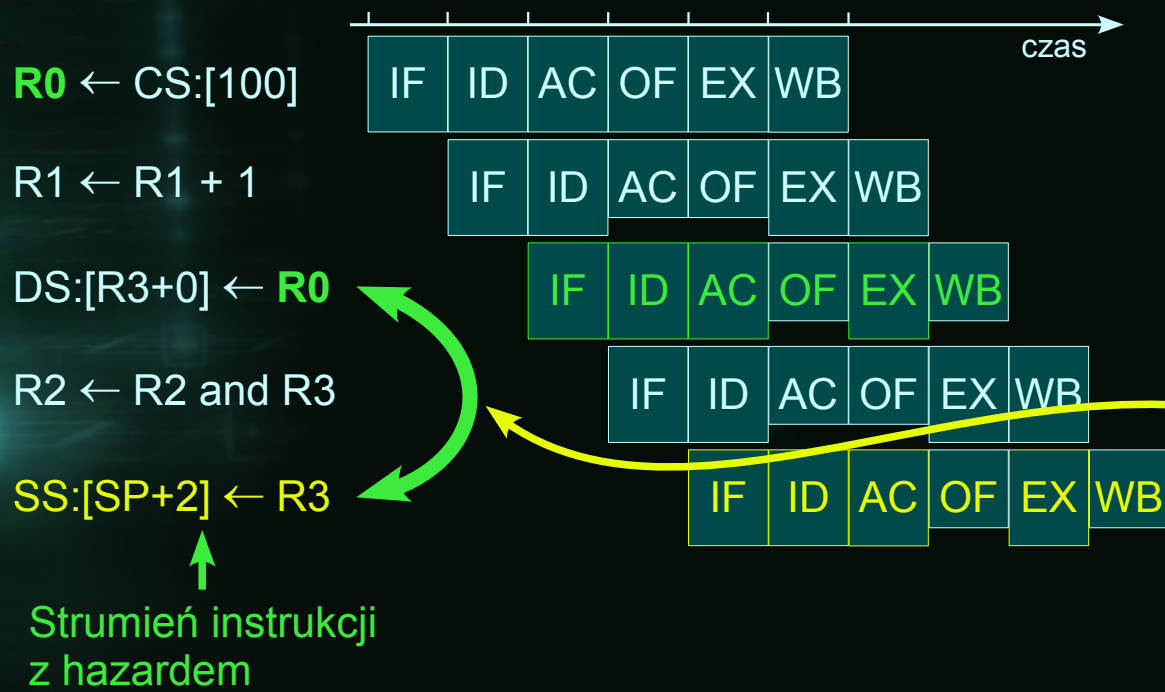 czas
R0 ← CS:[100] IF ID AC OF EX WB
R1 ← R1 + 1 IF ID AC OF EX WB
DS:[R3+0] ← R0 IF ID AC OF EX WB
R2 ← R2 and R3 IF ID AC OF EX WB
SS:[SP+2] ← R3 IF ID AC OF EX WB
Strumień instrukcji
z hazardem